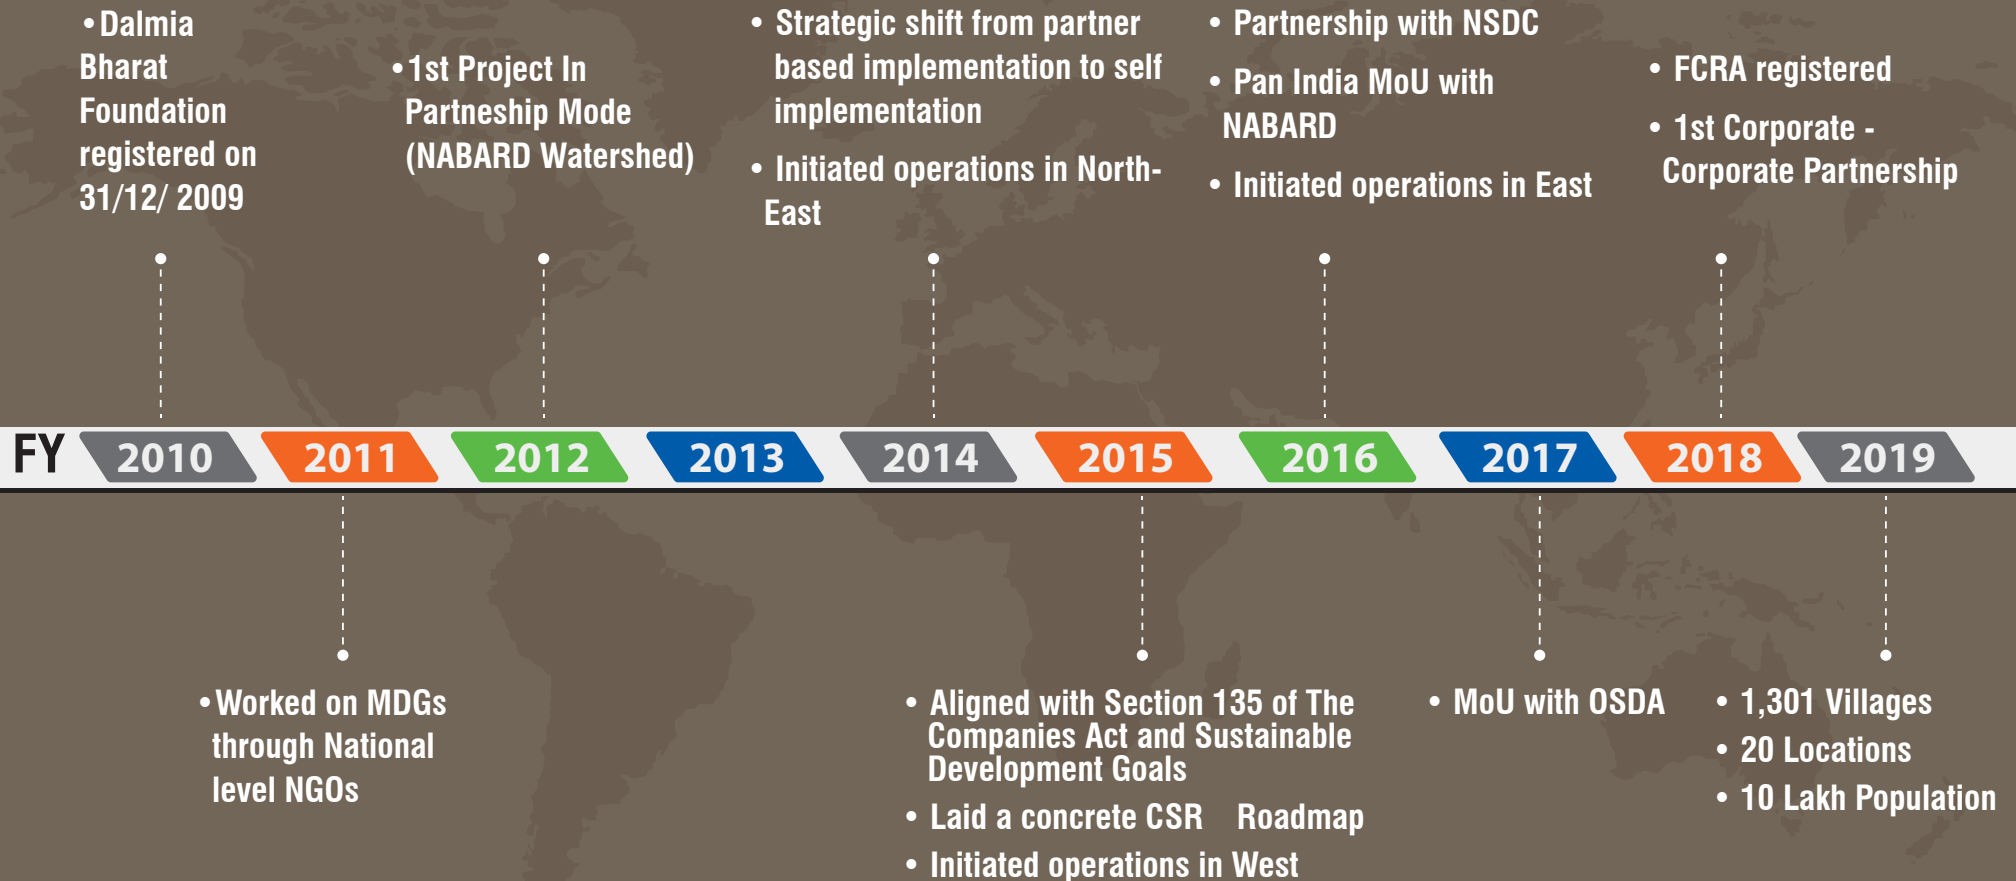 •Dalmia
Bharat
Foundation
registered on
31/12/ 2009
•1st Project In
Partneship Mode
(NABARD Watershed)
• Strategic shift from partner
based implementation to self
implementation
• Initiated operations in North-
East
• Partnership with NSDC
• Pan India MoU with
NABARD
• Initiated operations in East
• FCRA registered
• 1st Corporate -
Corporate Partnership
FY 2010 2011 2012 2013 2014 2015 2016 2017 2018 2019
•Worked on MDGs
through National
level NGOs
• Aligned with Section 135 of The
Companies Act and Sustainable
Development Goals
• Laid a concrete CSR Roadmap
• Initiated operations in West
• MoU with OSDA
• 1,301 Villages
• 20 Locations
• 10 Lakh Population